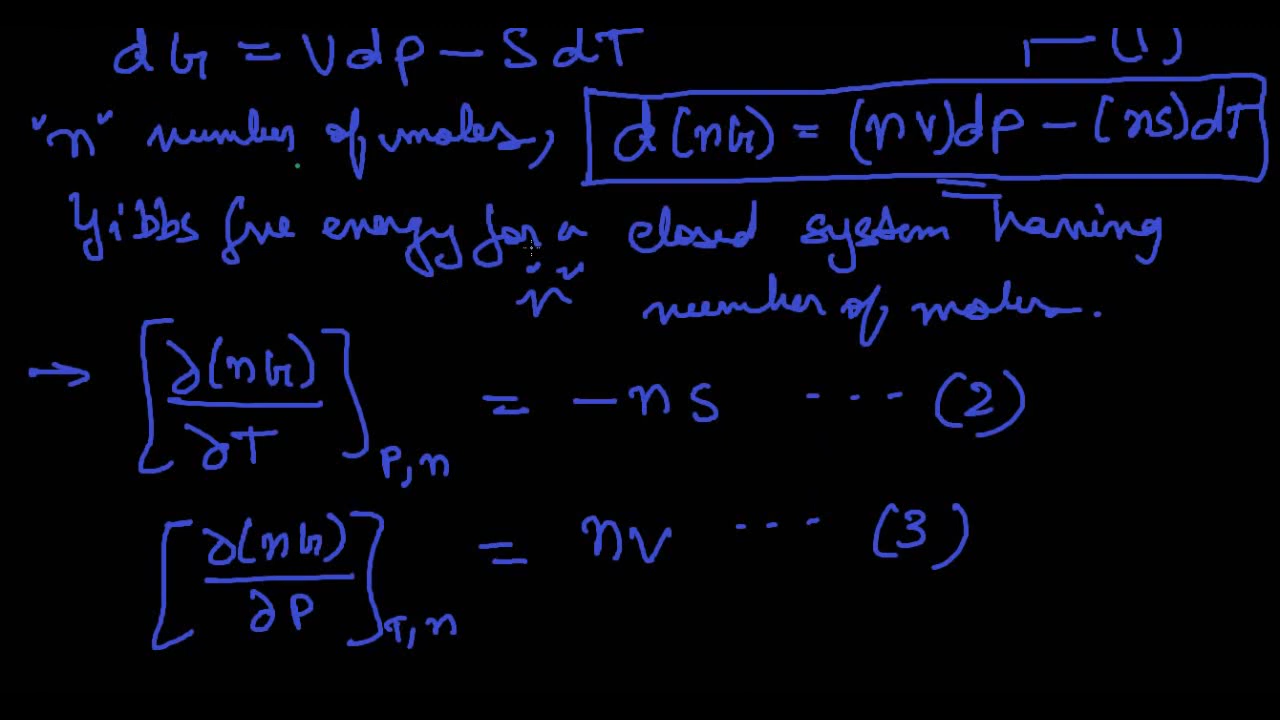 dG = Vdp − SdT — (1)
"n" number of moles, d(nG) = (nV)dp − (nS)dT
Gibbs free energy for a closed system having
"n" number of moles.
→ [∂(nG)/∂T]P,n = −nS ···· (2)
[∂(nG)/∂P]T,n = nV ···· (3)